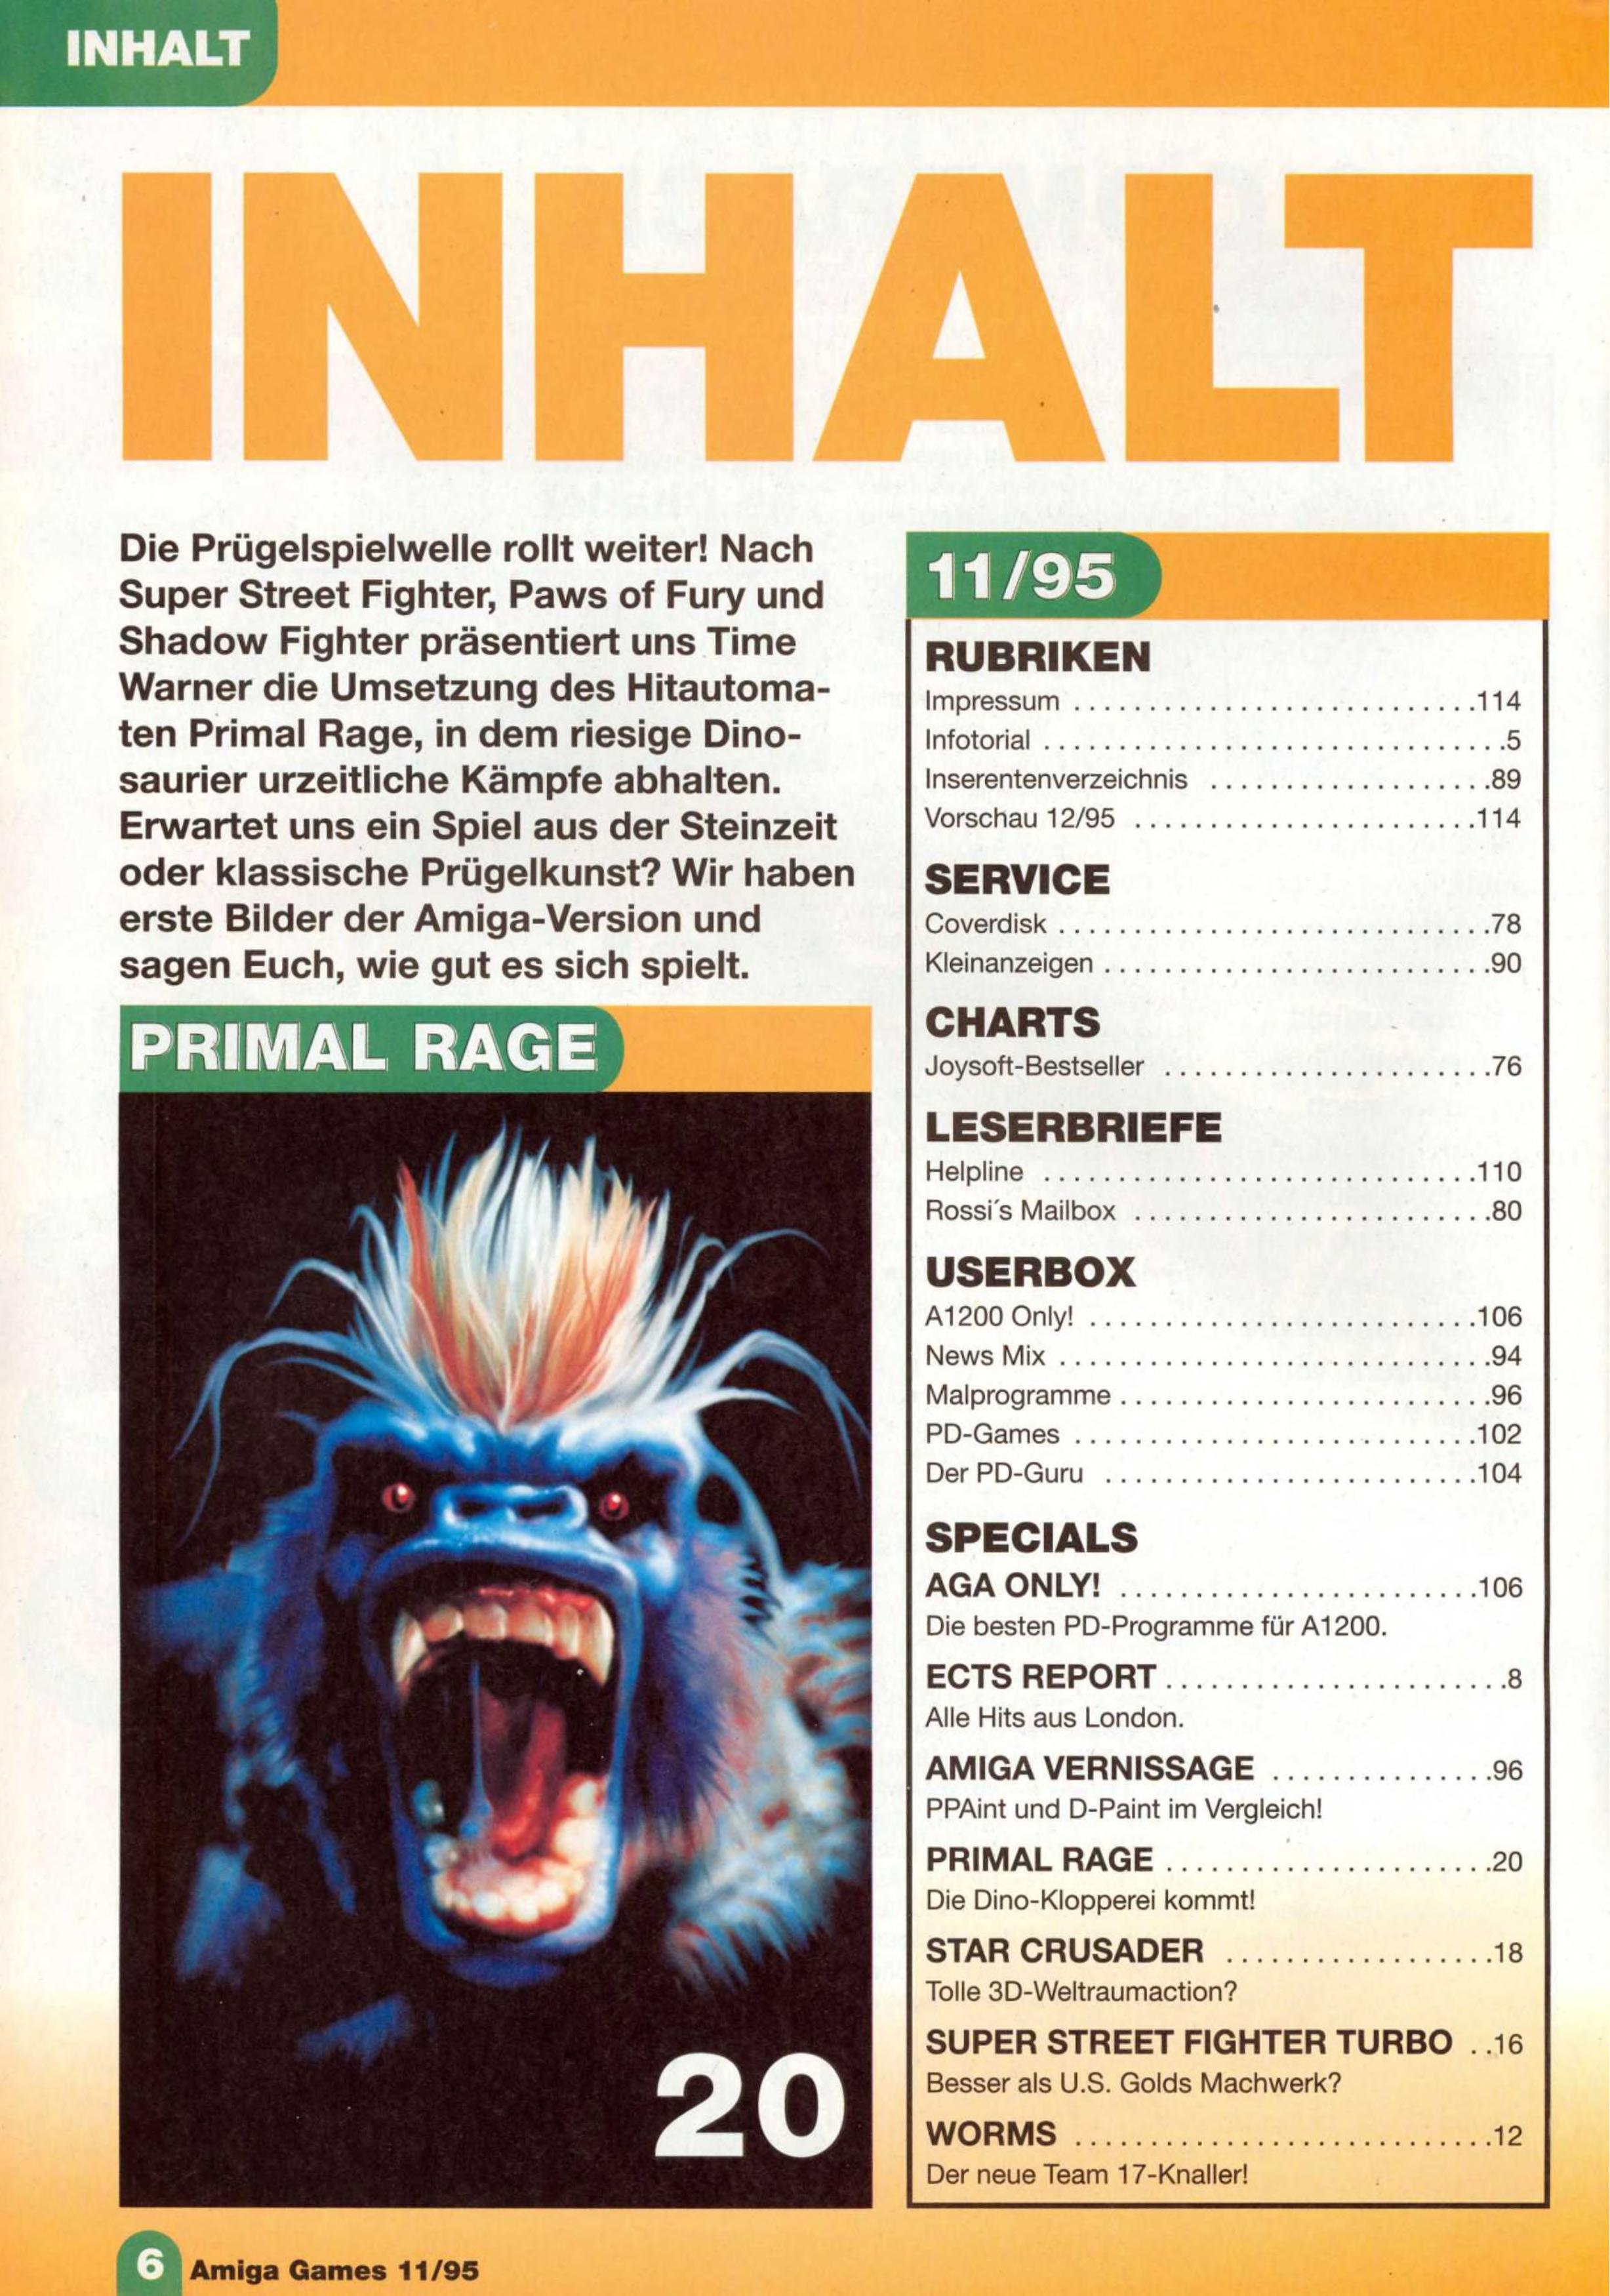 INHALT
INHALT
Die Prügelspielwelle rollt weiter! Nach
Super Street Fighter, Paws of Fury und
Shadow Fighter präsentiert uns Time
Warner die Umsetzung des Hitautoma-
ten Primal Rage, in dem riesige Dino-
saurier urzeitliche Kämpfe abhalten.
Erwartet uns ein Spiel aus der Steinzeit
oder klassische Prügelkunst? Wir haben
erste Bilder der Amiga-Version und
sagen Euch, wie gut es sich spielt.
PRIMAL RAGE
20
11/95
RUBRIKEN
Impressum ...........................114
Infotorial ...............................5
Inserentenverzeichnis ...................89
Vorschau 12/95 .......................114
SERVICE
Coverdisk .............................78
Kleinanzeigen ..........................90
CHARTS
Joysoft-Bestseller ......................76
LESERBRIEFE
Helpline .............................110
Rossi´s Mailbox ........................80
USERBOX
A1200 Only! ..........................106
News Mix .............................94
Malprogramme .........................96
PD-Games ...........................102
Der PD-Guru .........................104
SPECIALS
AGA ONLY! ........................106
Die besten PD-Programme für A1200.
ECTS REPORT .......................8
Alle Hits aus London.
AMIGA VERNISSAGE ...............96
PPAint und D-Paint im Vergleich!
PRIMAL RAGE ......................20
Die Dino-Klopperei kommt!
STAR CRUSADER ..................18
Tolle 3D-Weltraumaction?
SUPER STREET FIGHTER TURBO ..16
Besser als U.S. Golds Machwerk?
WORMS ............................12
Der neue Team 17-Knaller!
6 Amiga Games 11/95